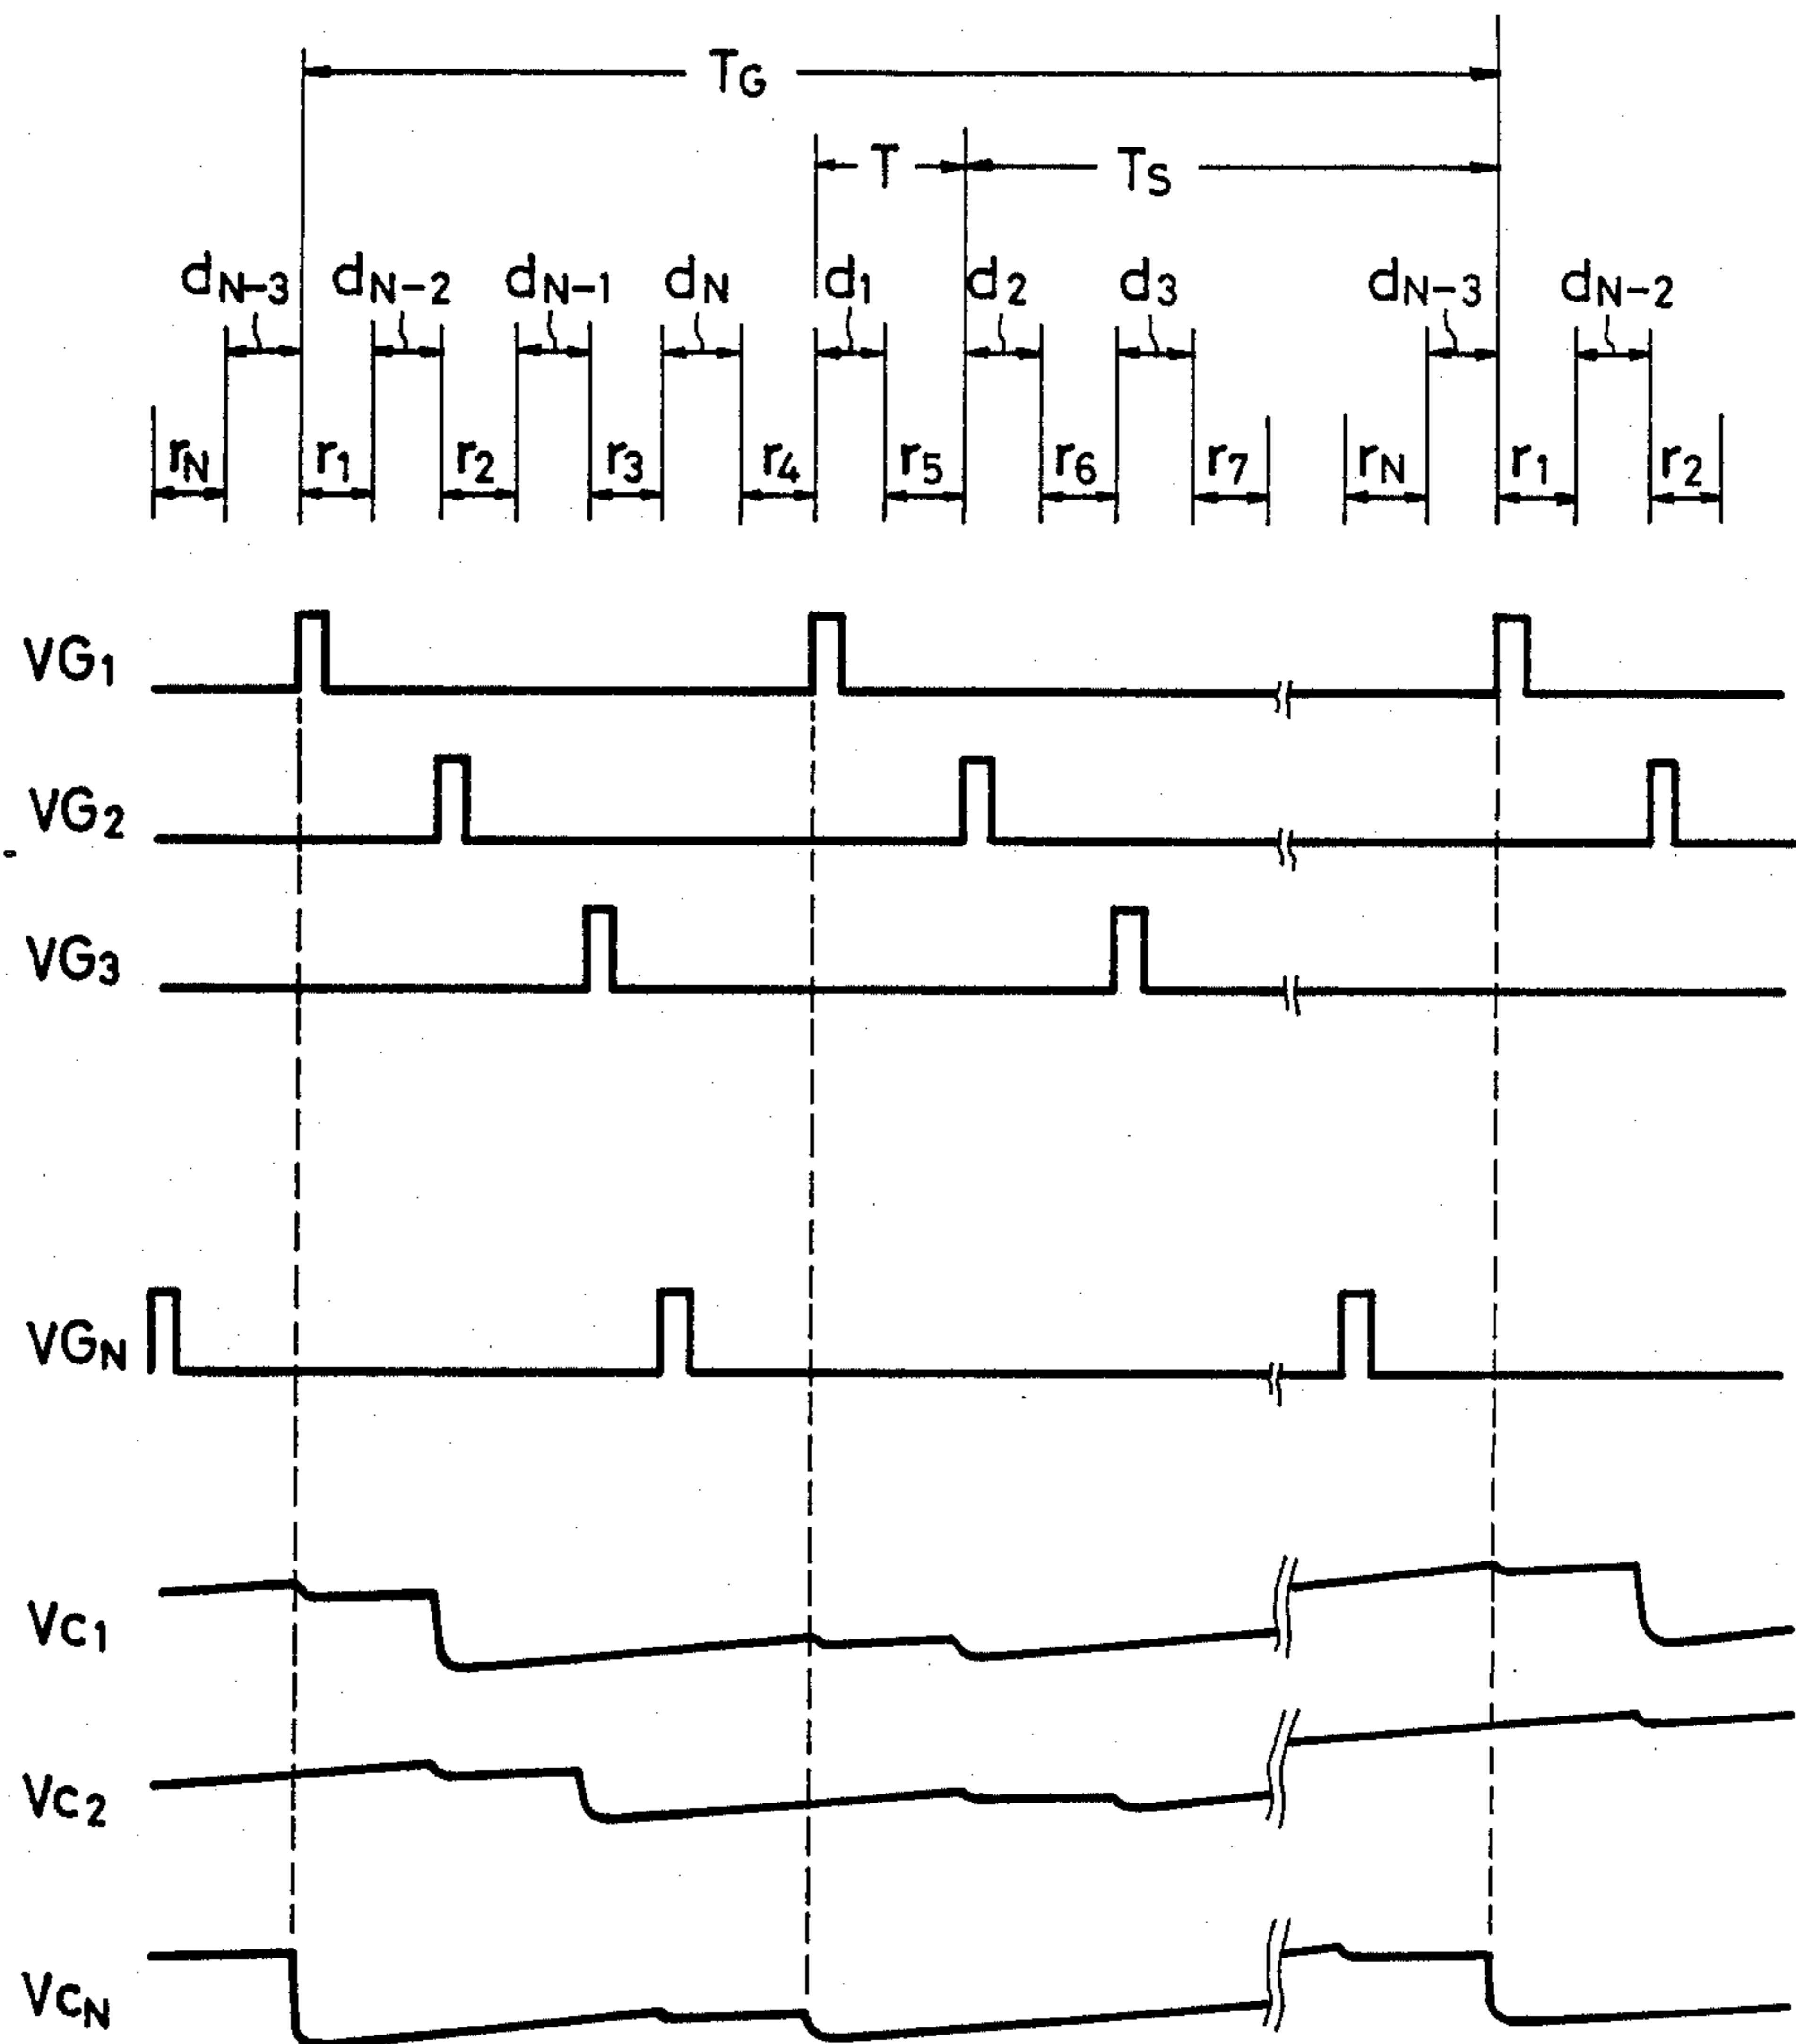 TG
T TS
dN-3 dN-2 dN-1 dN d1 d2 d3 dN-3 dN-2
rN r1 r2 r3 r4 r5 r6 r7 rN r1 r2
VG1
VG2
VG3
VGN
VC1
VC2
VCN